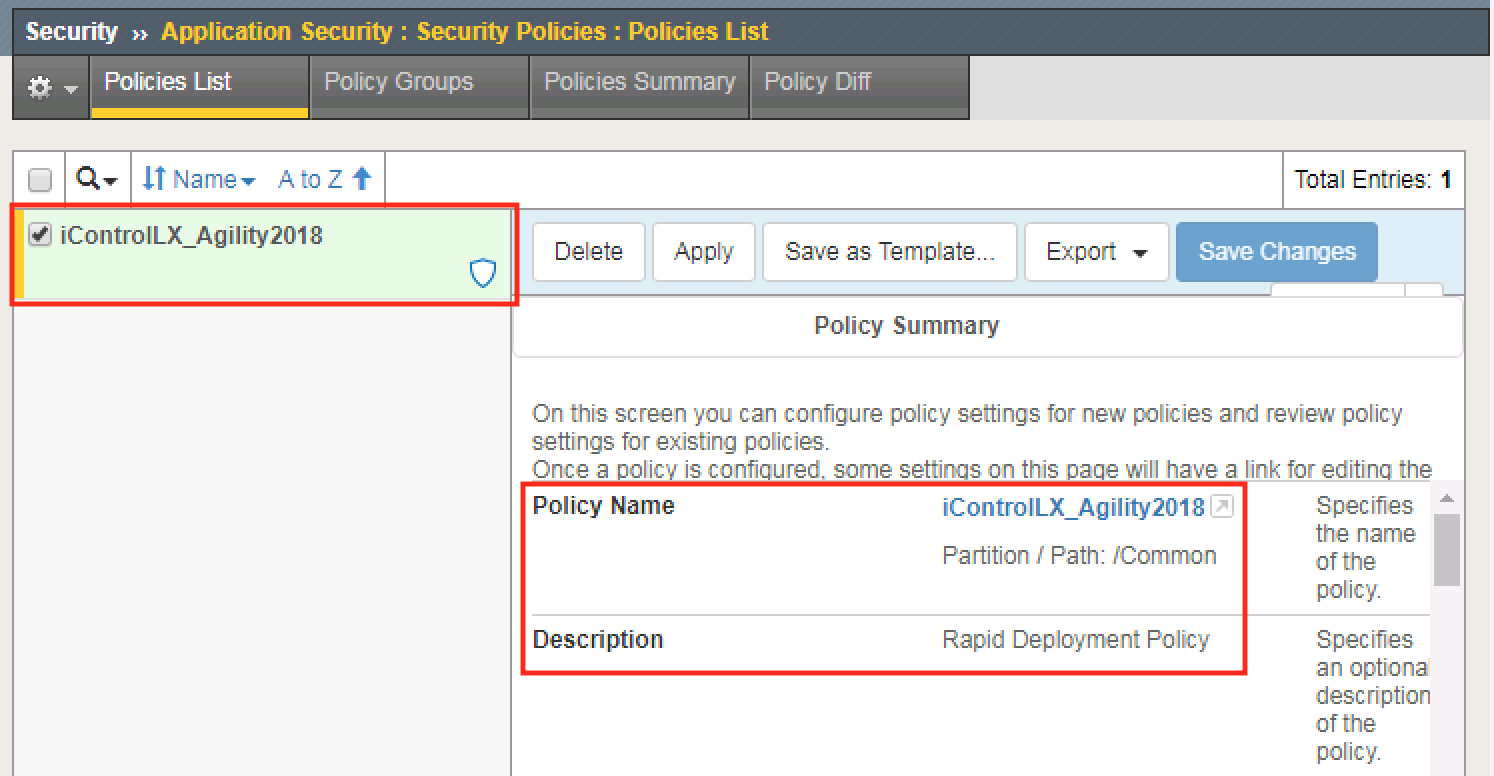 Security ›› Application Security : Security Policies : Policies List
Policies List Policy Groups Policies Summary Policy Diff
Name A to Z Total Entries: 1
iControlLX_Agility2018
Delete Apply Save as Template... Export Save Changes
Policy Summary
On this screen you can configure policy settings for new policies and review policy
settings for existing policies.
Once a policy is configured, some settings on this page will have a link for editing the
Policy Name iControlLX_Agility2018 Specifies
the name
Partition / Path: /Common
of the
policy.
Description Rapid Deployment Policy Specifies
an optional
description
of the
policy.